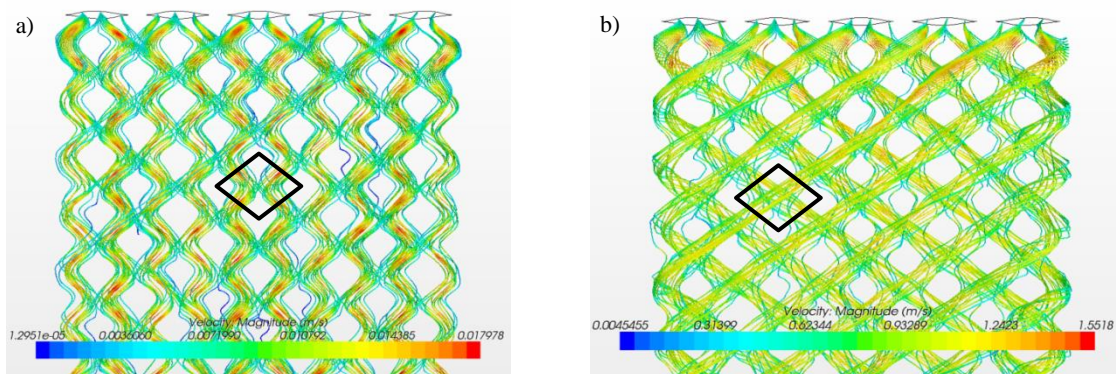 a)
Velocity: Magnitude (m/s)
1.2951e-05 0.0036060 0.0071990 0.010792 0.014385 0.017978
b)
Velocity: Magnitude (m/s)
0.0045455 0.31399 0.62344 0.93289 1.2423 1.5518